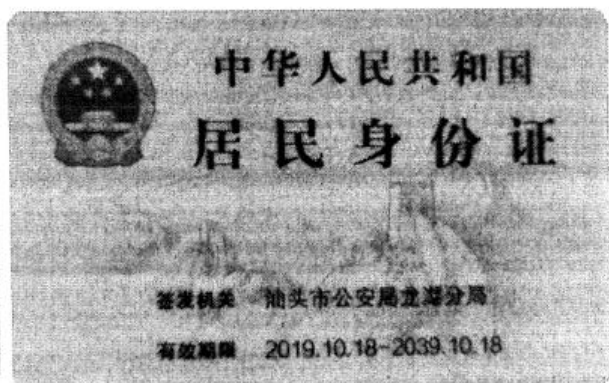 中华人民共和国
居民身份证
签发机关 汕头市公安局龙湖分局
有效期限 2019.10.18-2039.10.18